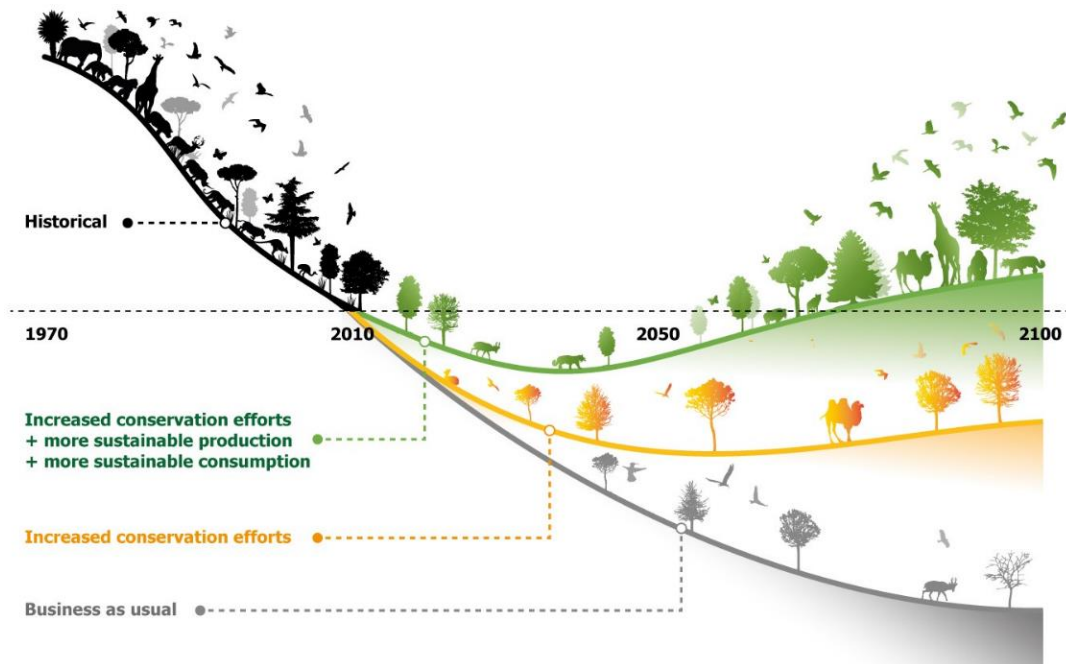 Historical
1970
2010
2050
2100
Increased conservation efforts
+ more sustainable production
+ more sustainable consumption
Increased conservation efforts
Business as usual